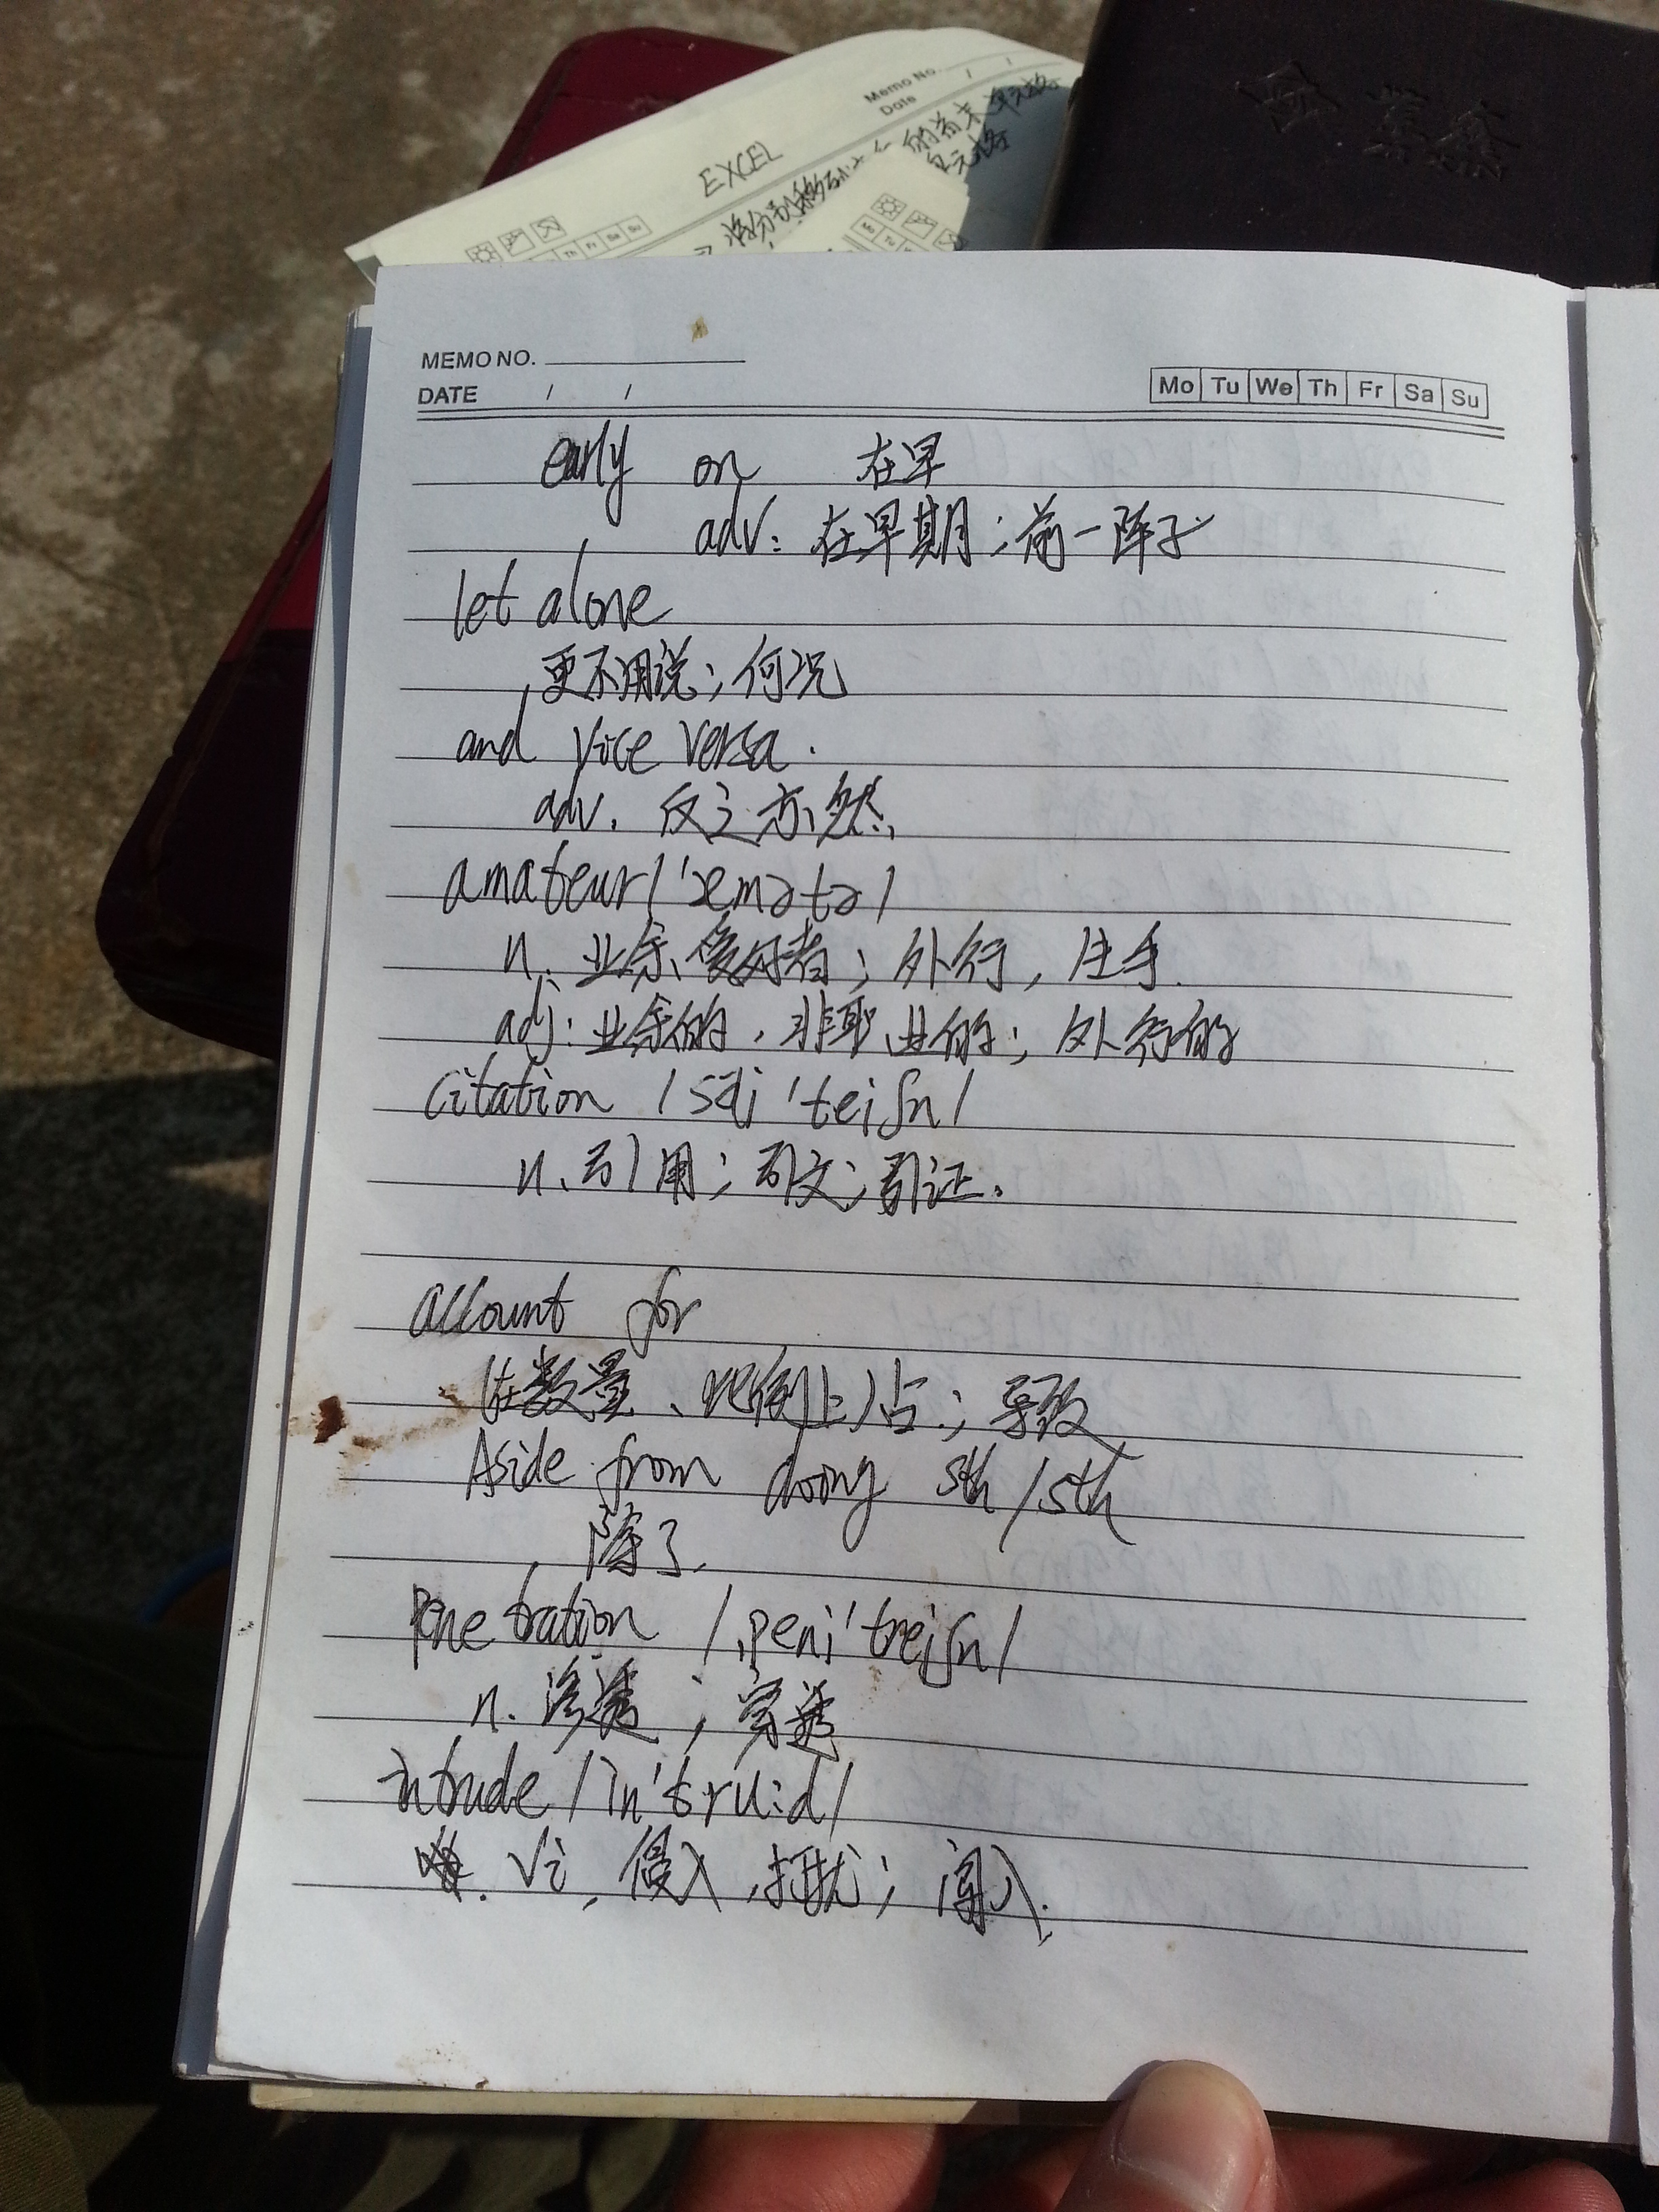 EXCEL
Memo No.
Date / /
单元格
MEMO NO.
DATE / /
Mo Tu We Th Fr Sa Su
early on 在早
adv: 在早期；前一阵子
let alone
更不用说；何况
and vice versa.
adv. 反之亦然
amateur /'æmətə/
n. 业余爱好者；外行，生手.
adj: 业余的，非职业的；外行的
citation /sai'teiʃn/
n. 引用；引文；引证.
account for
(在数量、比例上)占；导致
Aside from doing sth/sth
除了.
penetration /,peni'treiʃn/
n. 渗透；穿透
intrude /in'tru:d/
vi, 侵入，打扰；闯入.